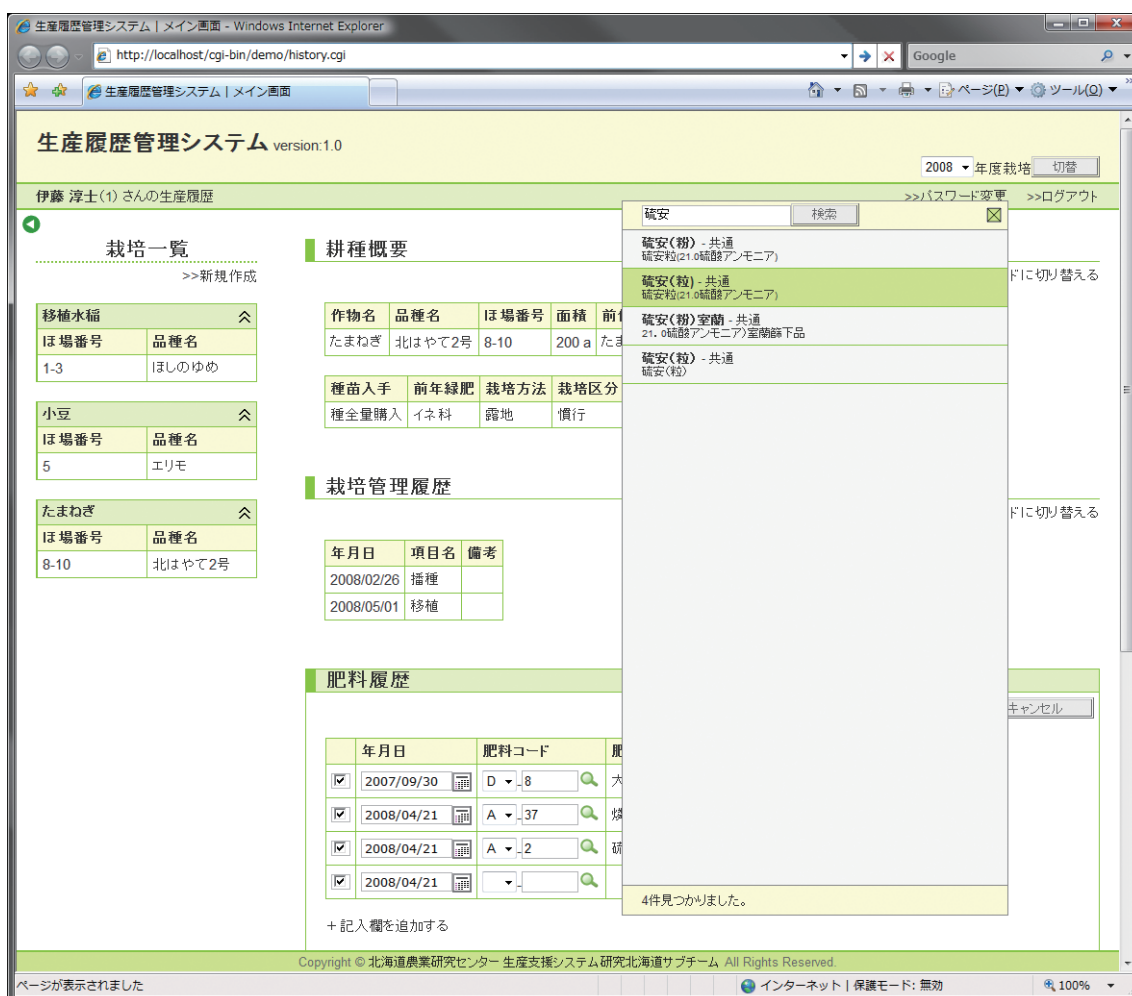 生産履歴管理システム | メイン画面 - Windows Internet Explorer
http://localhost/cgi-bin/demo/history.cgi
Google
生産履歴管理システム | メイン画面
ページ(P) ツール(O)
生産履歴管理システム version:1.0
2008 年度栽培 切替
伊藤 淳士(1) さんの生産履歴
>>パスワード変更 >>ログアウト
栽培一覧
>>新規作成
移植水稲
ほ場番号 品種名
1-3 ほしのゆめ
小豆
ほ場番号 品種名
5 エリモ
たまねぎ
ほ場番号 品種名
8-10 北はやて2号
耕種概要
ドに切り替える
作物名 品種名 ほ場番号 面積 前
たまねぎ 北はやて2号 8-10 200 a たま
種苗入手 前年緑肥 栽培方法 栽培区分
種全量購入 イネ科 露地 慣行
栽培管理履歴
ドに切り替える
年月日 項目名 備考
2008/02/26 播種
2008/05/01 移植
肥料履歴
キャンセル
年月日 肥料コード 肥
2007/09/30 D - 8 大
2008/04/21 A - 37 燐
2008/04/21 A - 2 硫
2008/04/21 -
+記入欄を追加する
硫安 検索
硫安(粉) - 共通
硫安粒(21.0硫酸アンモニア)
硫安(粒) - 共通
硫安粒(21.0硫酸アンモニア)
硫安(粉)室蘭 - 共通
21.0硫酸アンモニア)室蘭篩下品
硫安(粒) - 共通
硫安(粒)
4件見つかりました。
Copyright © 北海道農業研究センター 生産支援システム研究北海道サブチーム All Rights Reserved.
ページが表示されました
インターネット | 保護モード: 無効
100%